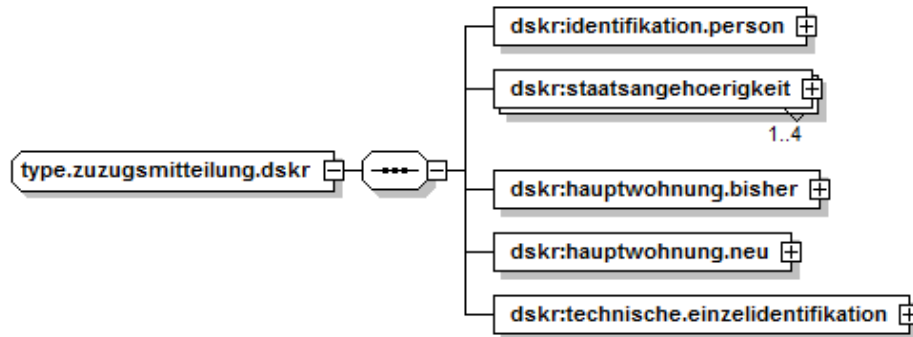 dskr:identifikation.person
dskr:staatsangehoerigkeit
1..4
type.zuzugsmitteilung.dskr
dskr:hauptwohnung.bisher
dskr:hauptwohnung.neu
dskr:technische.einzelidentifikation